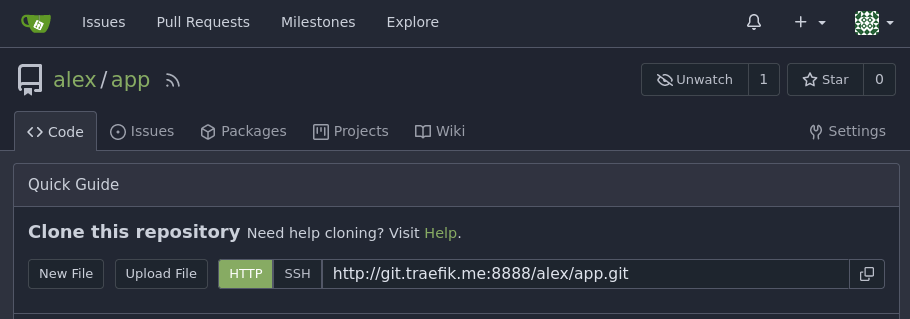 Issues Pull Requests Milestones Explore
alex/app Unwatch 1 Star 0
Code Issues Packages Projects Wiki Settings
Quick Guide
Clone this repository Need help cloning? Visit Help.
New File Upload File HTTP SSH http://git.traefik.me:8888/alex/app.git